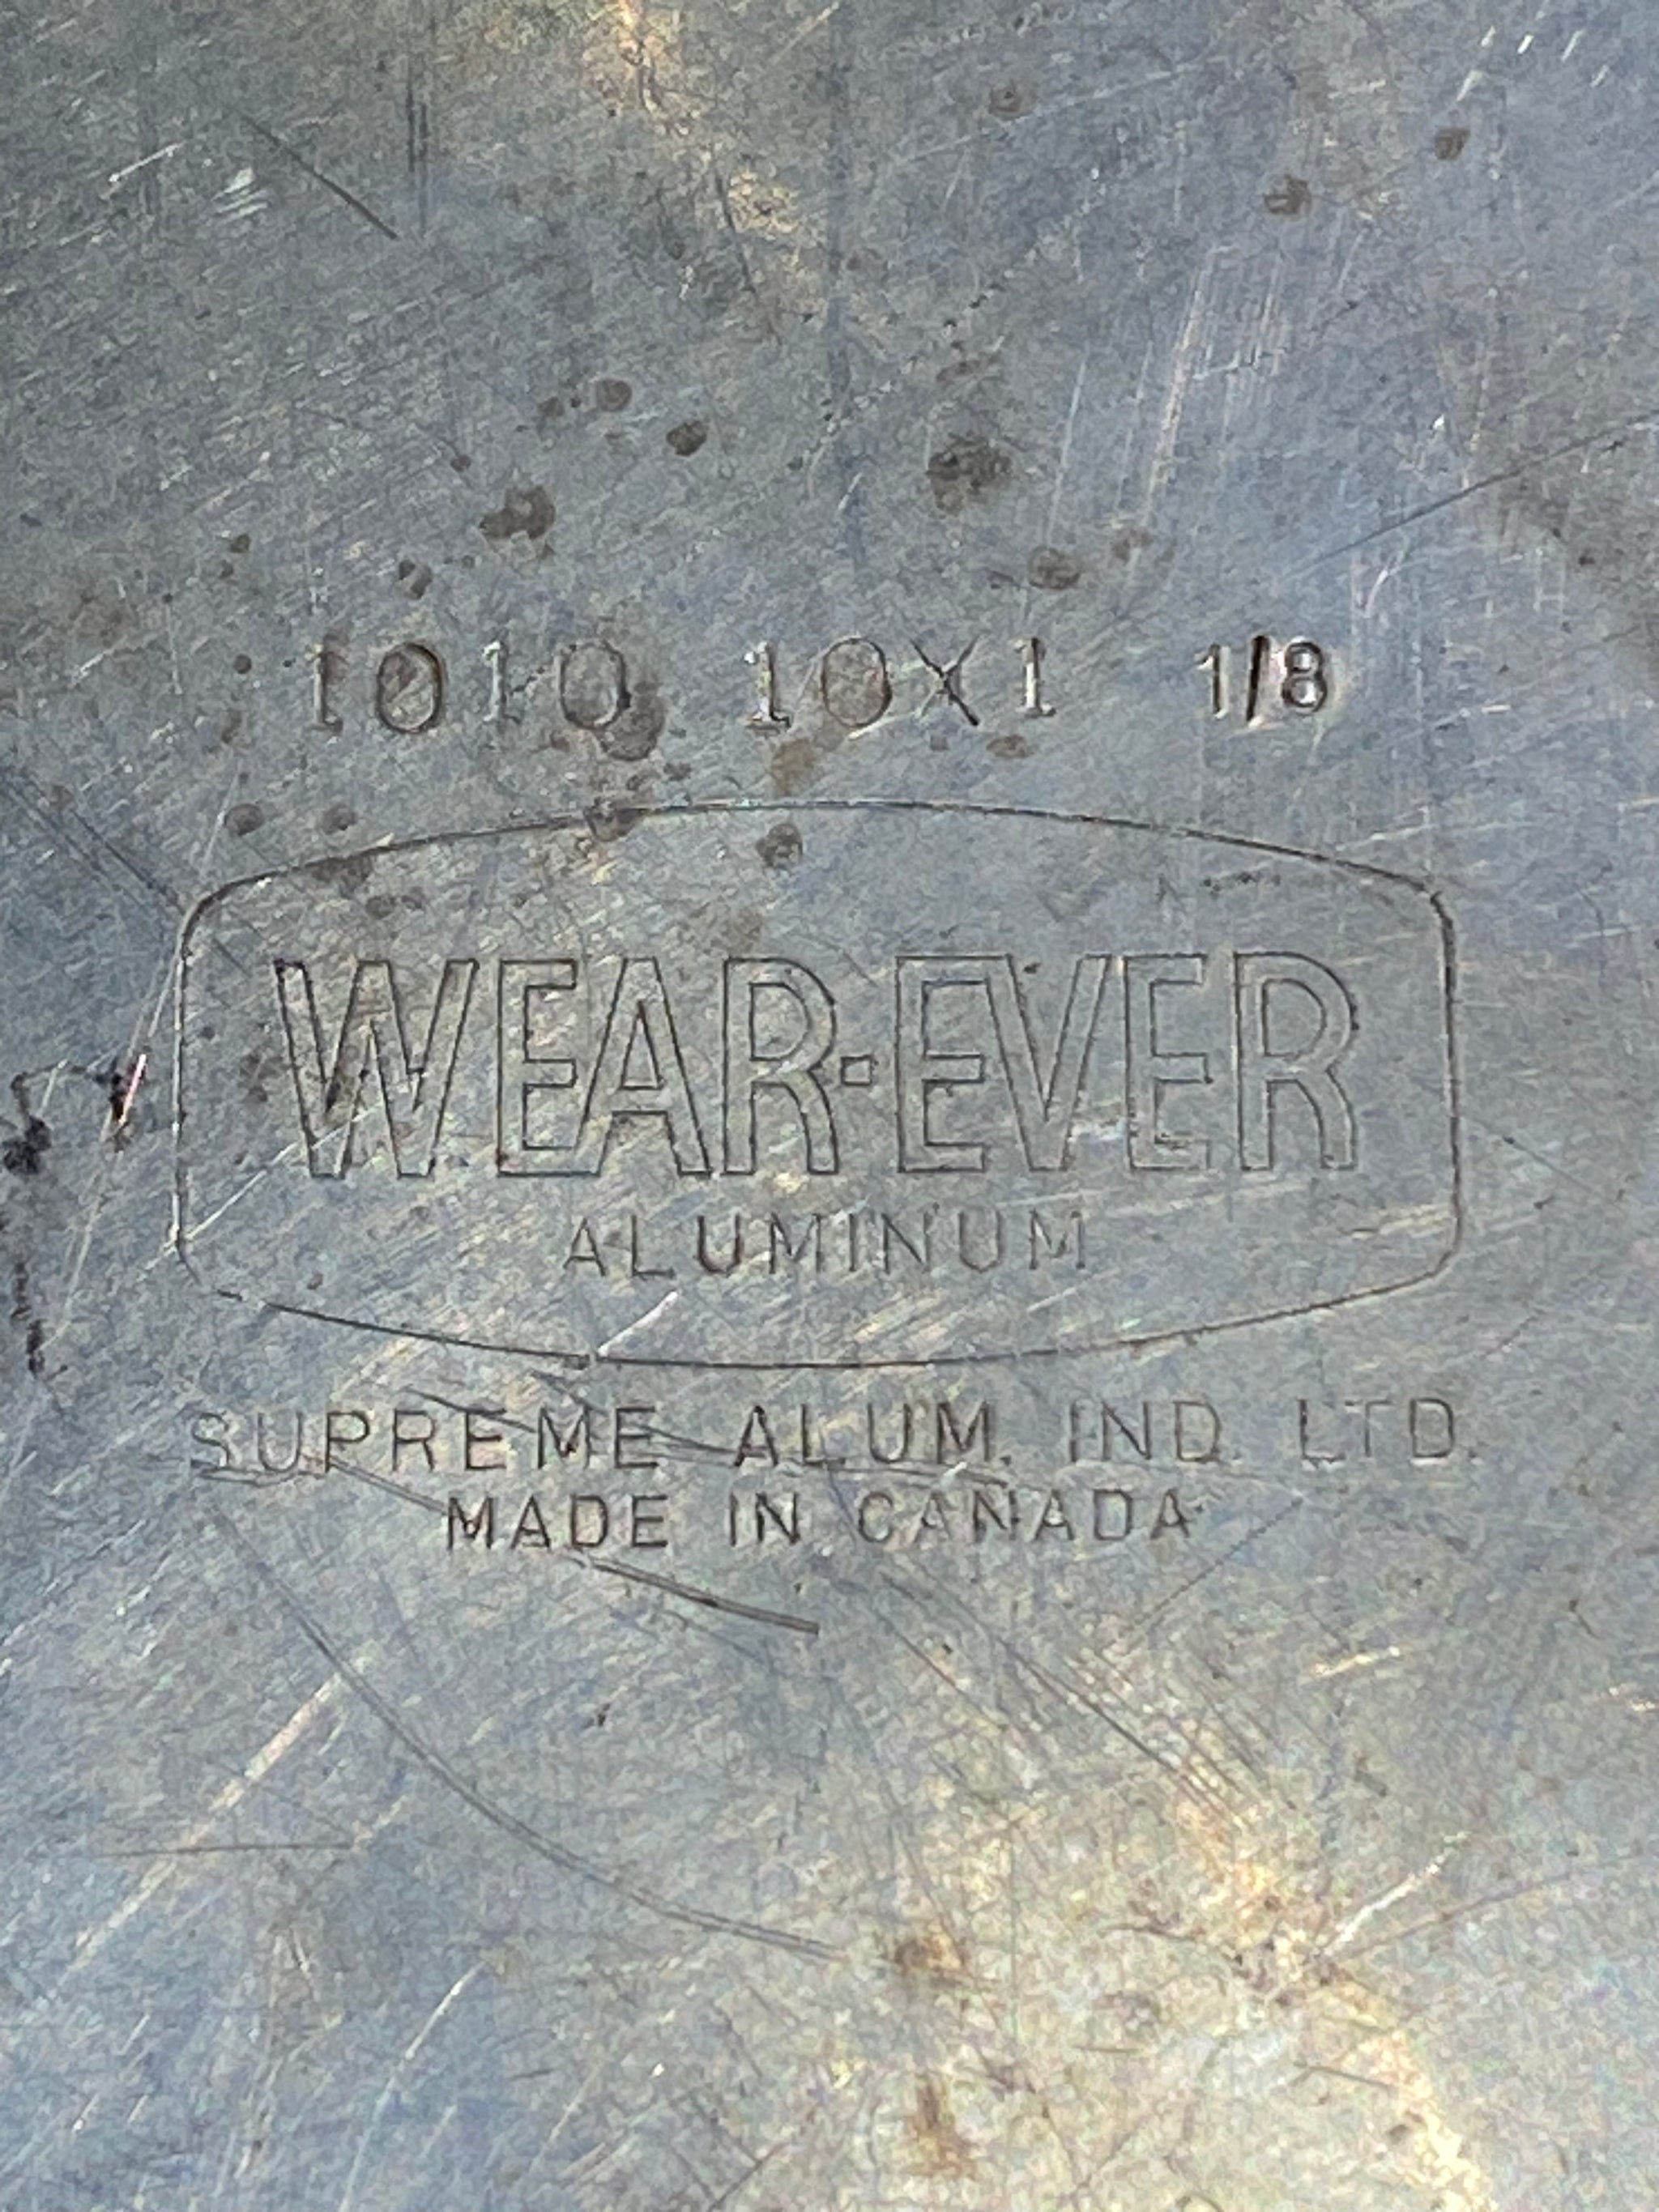 1010 10X1 1/8
WEAR-EVER
ALUMINUM
SUPREME ALUM. IND. LTD.
MADE IN CANADA